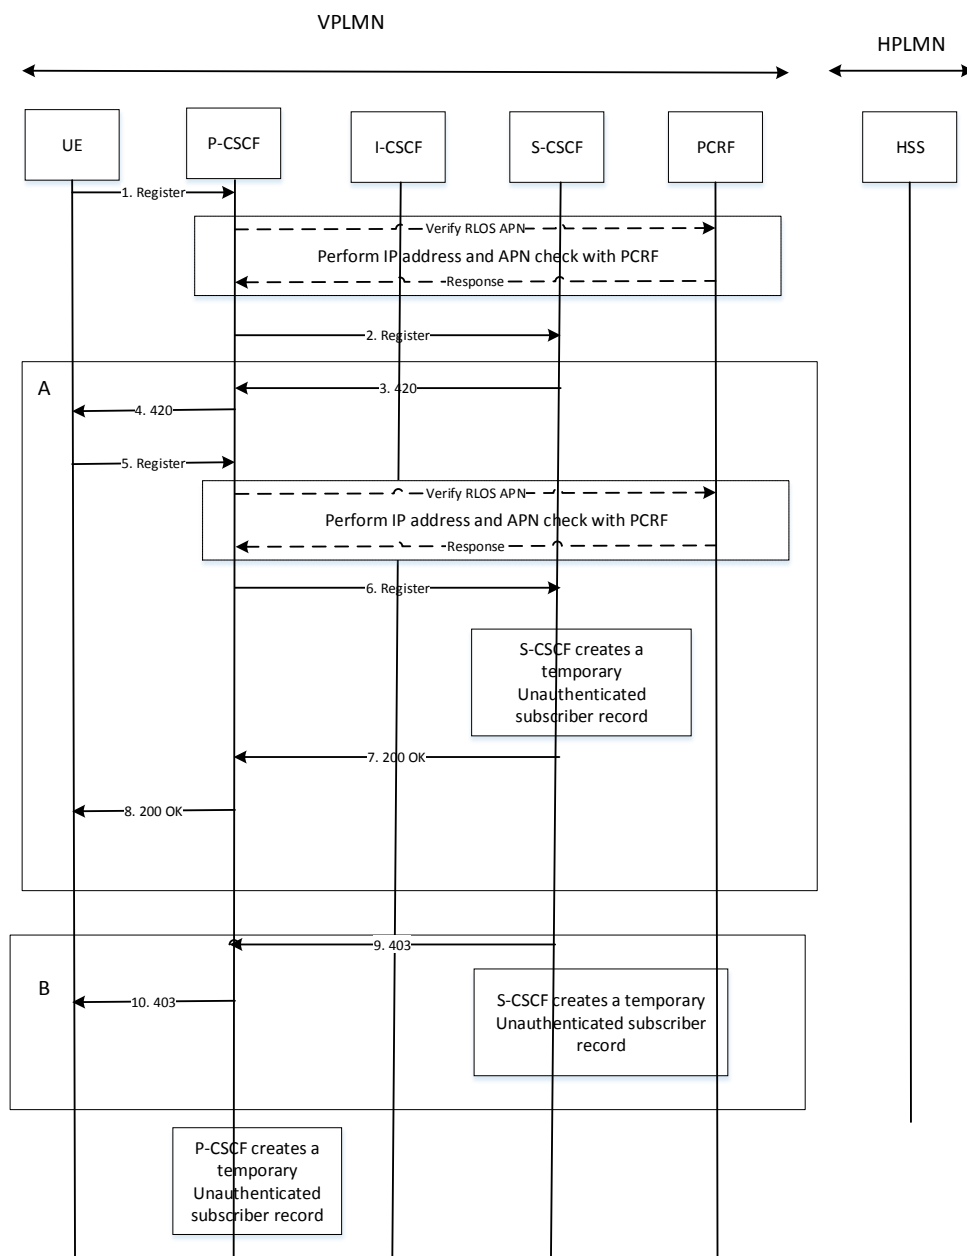 VPLMN
HPLMN
UE
P-CSCF
I-CSCF
S-CSCF
PCRF
HSS
1. Register
Verify RLOS APN
Perform IP address and APN check with PCRF
Response
2. Register
A
3. 420
4. 420
5. Register
Verify RLOS APN
Perform IP address and APN check with PCRF
Response
6. Register
S-CSCF creates a
temporary
Unauthenticated
subscriber record
7. 200 OK
8. 200 OK
9. 403
B
10. 403
S-CSCF creates a temporary
Unauthenticated subscriber
record
P-CSCF creates a
temporary
Unauthenticated
subscriber record